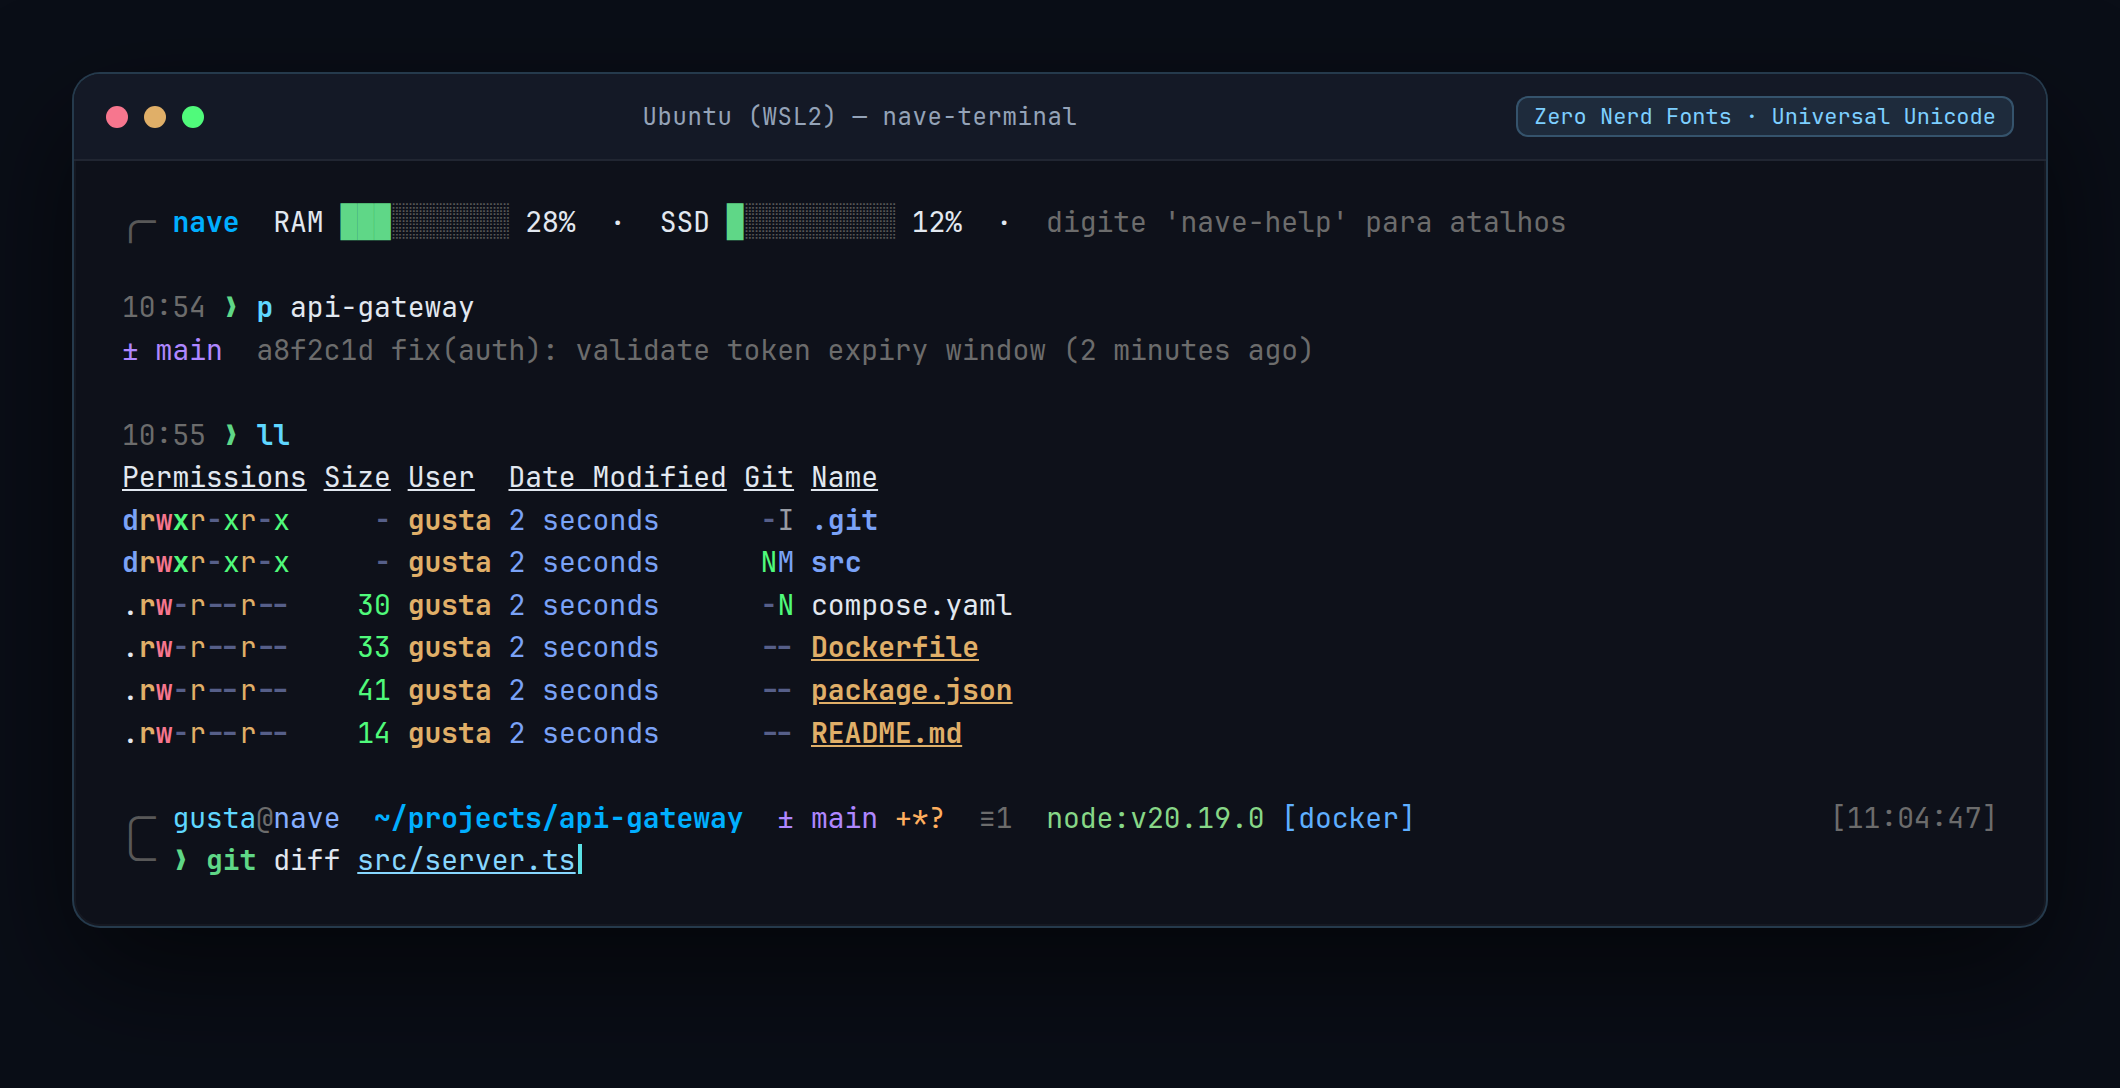 Ubuntu (WSL2) — nave-terminal
Zero Nerd Fonts · Universal Unicode
╭─ nave  RAM ███░░░░░░░ 28%  ·  SSD █░░░░░░░░░ 12%  ·  digite 'nave-help' para atalhos
10:54 ❱ p api-gateway
± main  a8f2c1d fix(auth): validate token expiry window (2 minutes ago)
10:55 ❱ ll
Permissions Size User  Date Modified Git Name
drwxr-xr-x     - gusta 2 seconds      -I .git
drwxr-xr-x     - gusta 2 seconds      NM src
.rw-r--r--    30 gusta 2 seconds      -N compose.yaml
.rw-r--r--    33 gusta 2 seconds      -- Dockerfile
.rw-r--r--    41 gusta 2 seconds      -- package.json
.rw-r--r--    14 gusta 2 seconds      -- README.md
╭─ gusta@nave  ~/projects/api-gateway  ± main +*?  ≡1  node:v20.19.0 [docker] [11:04:47]
╰─ ❱ git diff src/server.ts